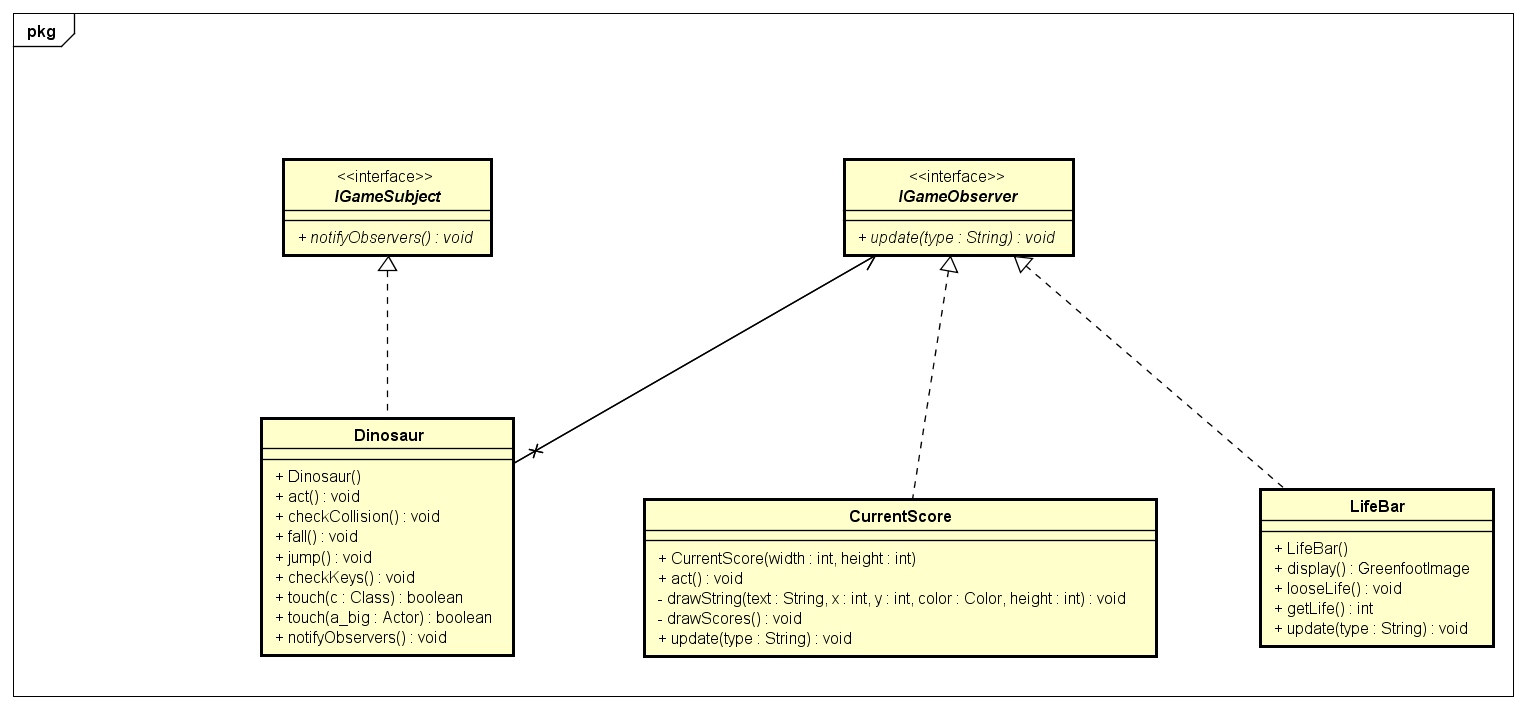 pkg
<<interface>>
IGameSubject
+ notifyObservers() : void
<<interface>>
IGameObserver
+ update(type : String) : void
Dinosaur
+ Dinosaur()
+ act() : void
+ checkCollision() : void
+ fall() : void
+ jump() : void
+ checkKeys() : void
+ touch(c : Class) : boolean
+ touch(a_big : Actor) : boolean
+ notifyObservers() : void
CurrentScore
+ CurrentScore(width : int, height : int)
+ act() : void
- drawString(text : String, x : int, y : int, color : Color, height : int) : void
- drawScores() : void
+ update(type : String) : void
LifeBar
+ LifeBar()
+ display() : GreenfootImage
+ looseLife() : void
+ getLife() : int
+ update(type : String) : void